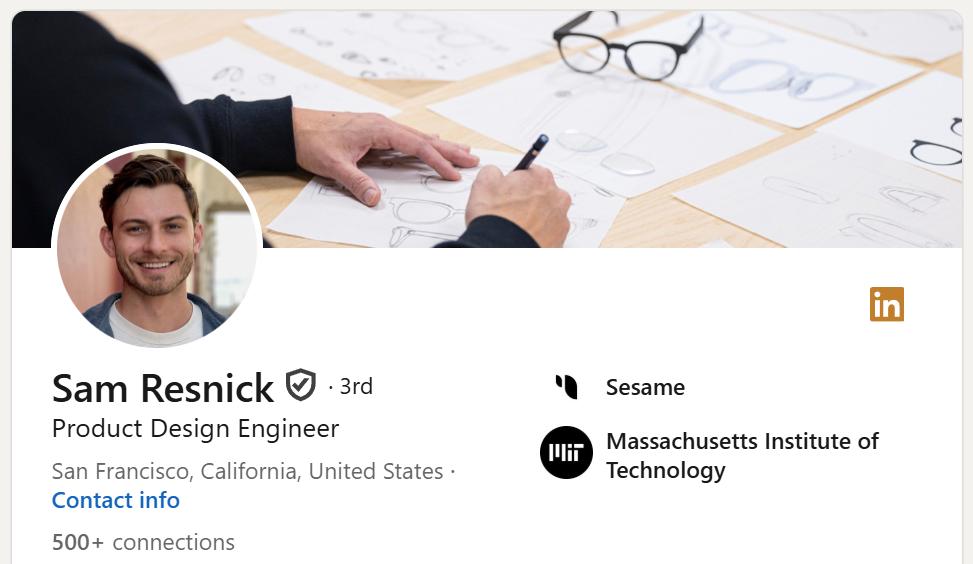 in
Sam Resnick · 3rd
Product Design Engineer
San Francisco, California, United States ·
Contact info
500+ connections
Sesame
MIT
Massachusetts Institute of
Technology